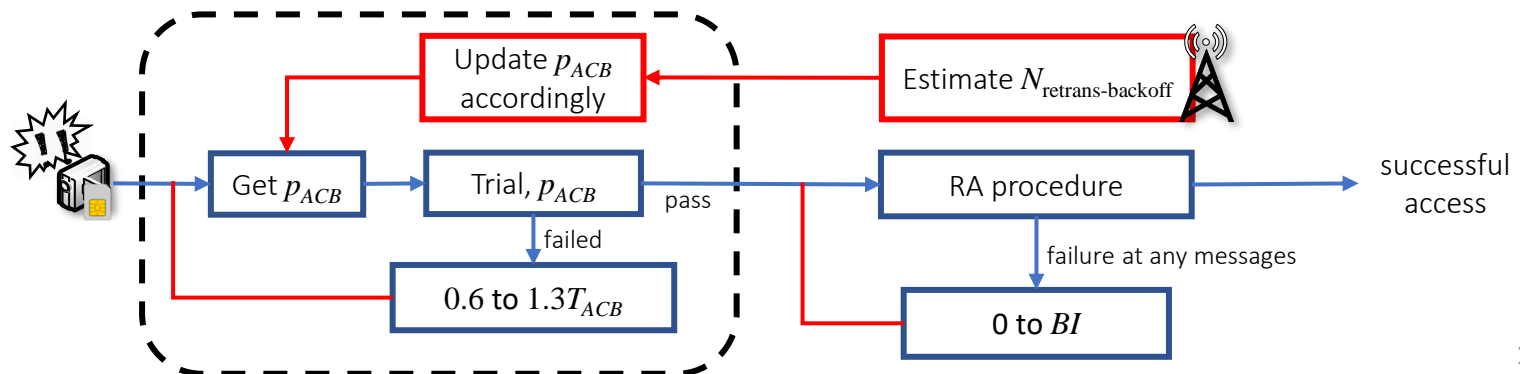 Update p_ACB
accordingly
Estimate N_retrans-backoff
Get p_ACB
Trial, p_ACB
pass
RA procedure
successful
access
failed
failure at any messages
0.6 to 1.3T_ACB
0 to BI